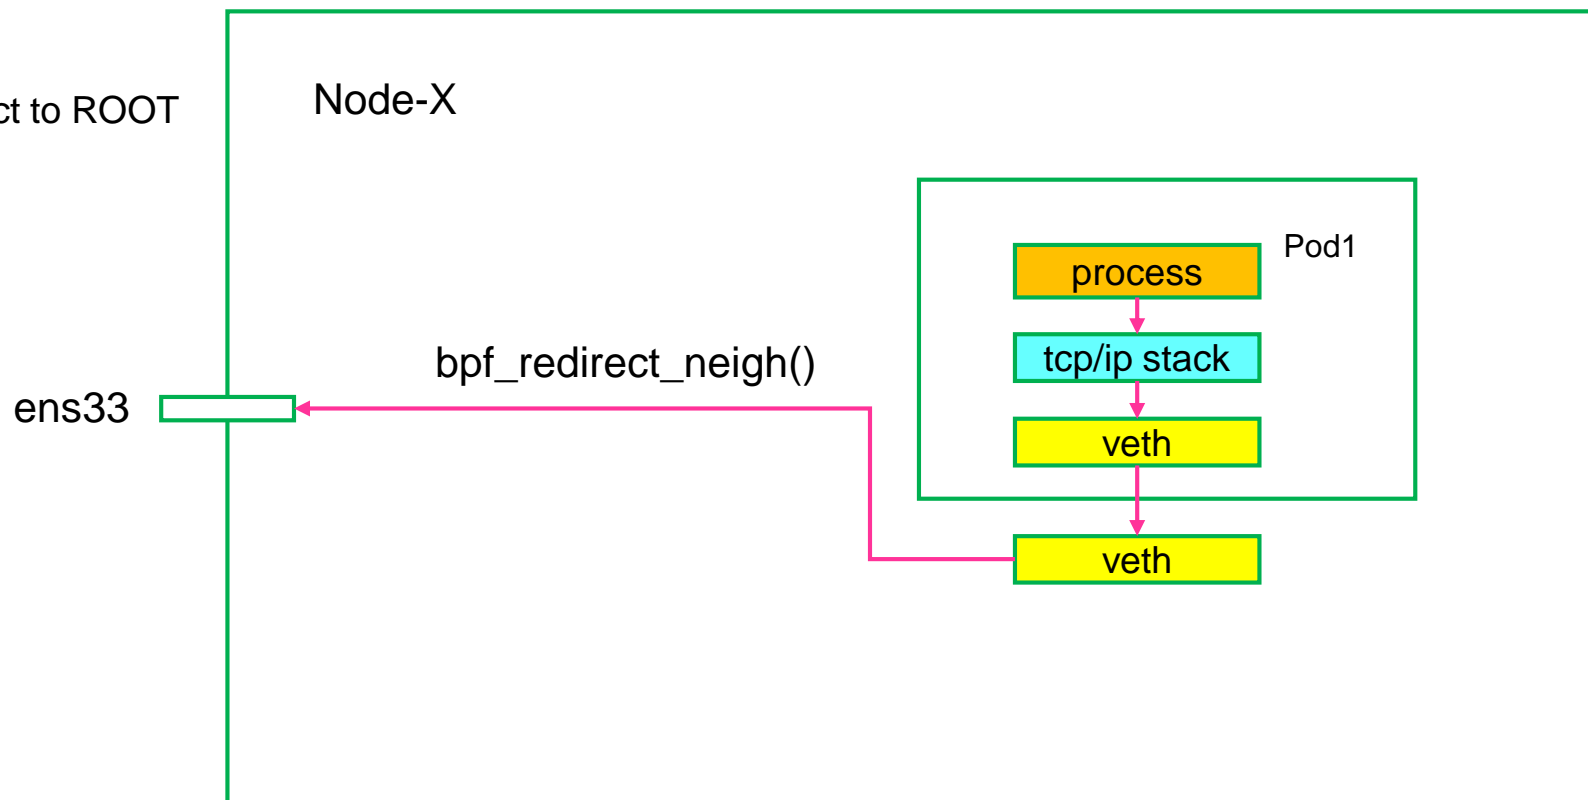 ct to ROOT
Node-X
Pod1
process
tcp/ip stack
bpf_redirect_neigh()
ens33
veth
veth